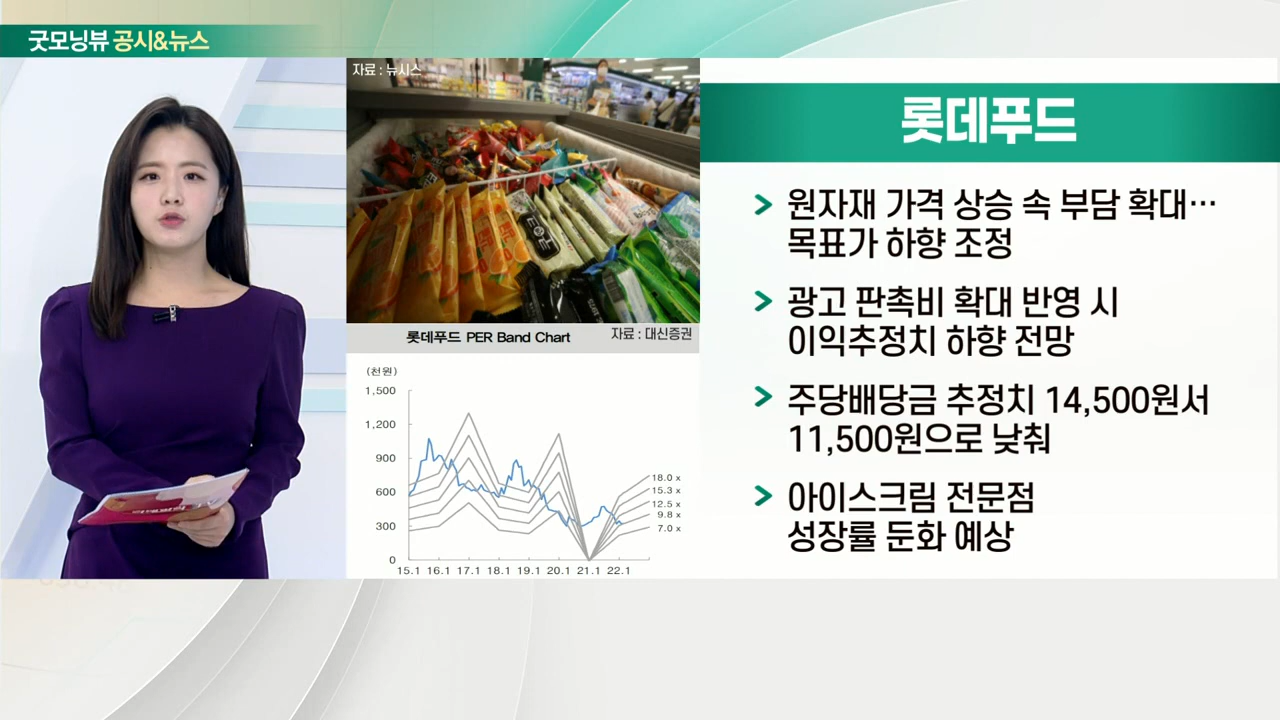 굿모닝뷰 공시&뉴스
자료 : 뉴시스
롯데푸드 PER Band Chart
자료 : 대신증권
(천원)
1,500
1,200
900
600
300
0
15.1 16.1 17.1 18.1 19.1 20.1 21.1 22.1
18.0 x
15.3 x
12.5 x
9.8 x
7.0 x
롯데푸드
원자재 가격 상승 속 부담 확대…
목표가 하향 조정
광고 판촉비 확대 반영 시
이익추정치 하향 전망
주당배당금 추정치 14,500원서
11,500원으로 낮춰
아이스크림 전문점
성장률 둔화 예상